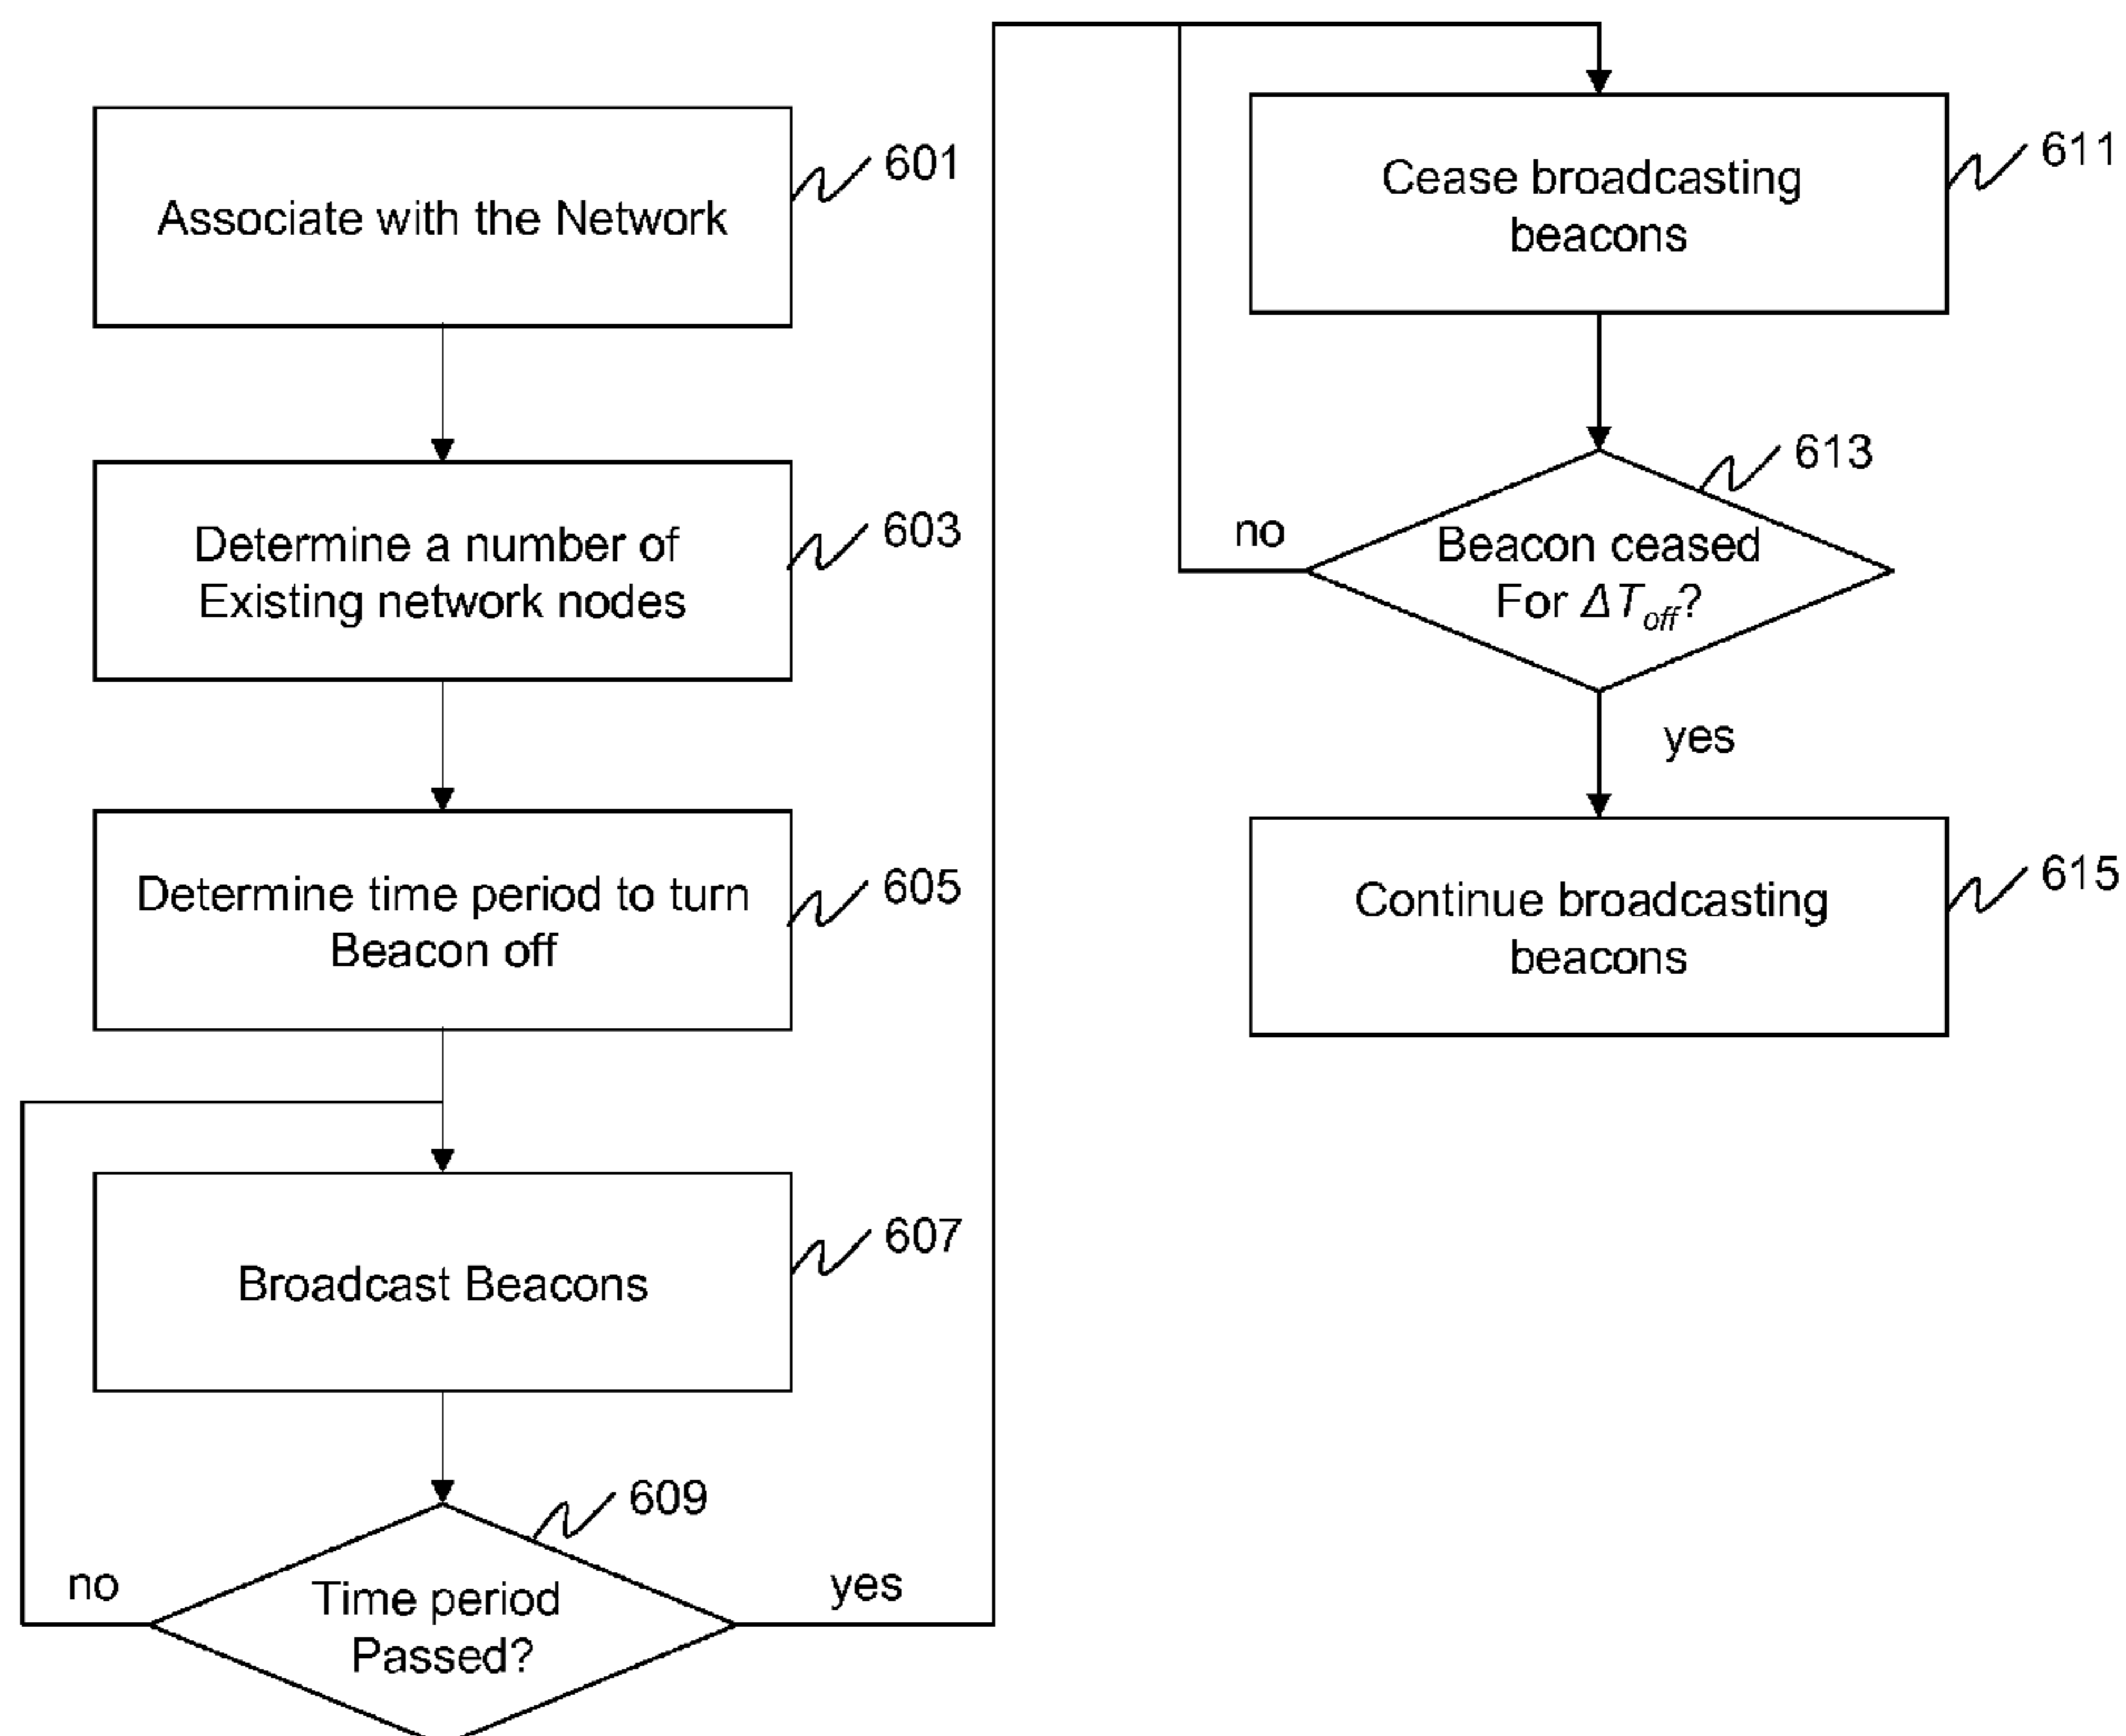 Associate with the Network
601
Determine a number of
Existing network nodes
603
Determine time period to turn
Beacon off
605
Broadcast Beacons
607
609
no
Time period
Passed?
yes
Cease broadcasting
beacons
611
613
no
Beacon ceased
For ΔT_off?
yes
Continue broadcasting
beacons
615